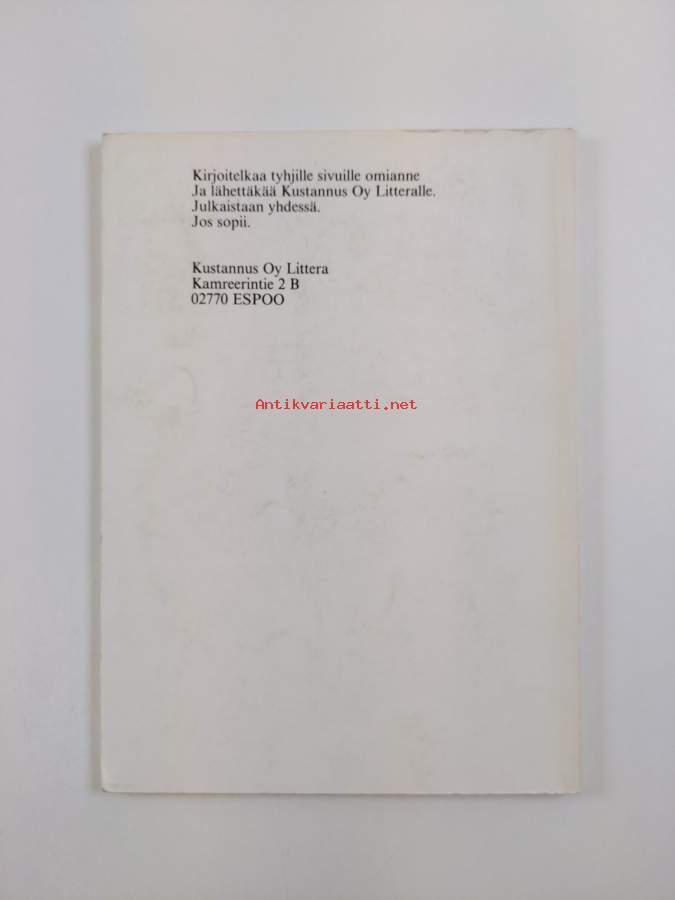 Kirjoitelkaa tyhjille sivuille omianne
Ja lähettäkää Kustannus Oy Litteralle.
Julkaistaan yhdessä.
Jos sopii.
Kustannus Oy Littera
Kamreerintie 2 B
02770 ESPOO
Antikvariaatti.net